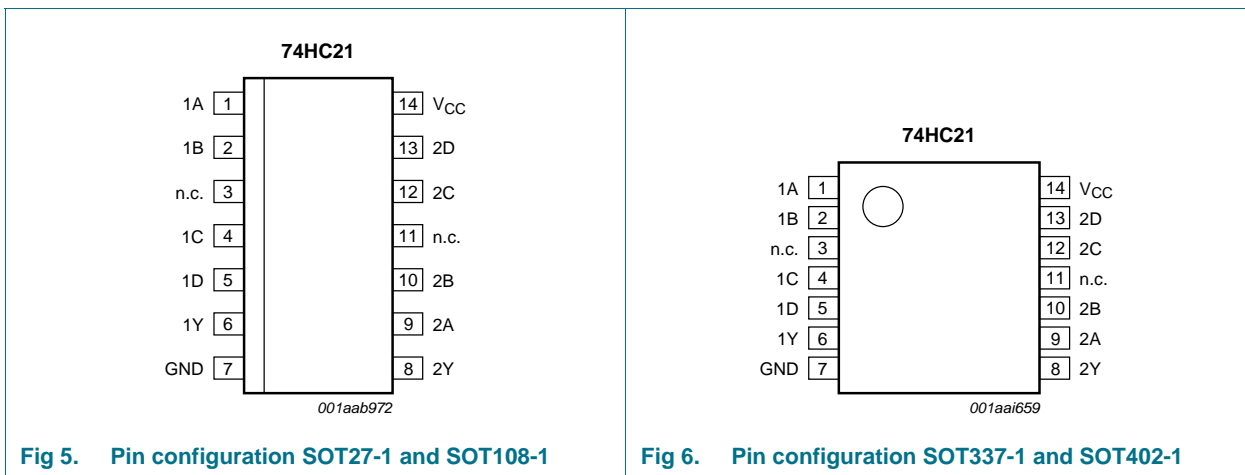 74HC21
1A 1 14 VCC
1B 2 13 2D
n.c. 3 12 2C
1C 4 11 n.c.
1D 5 10 2B
1Y 6 9 2A
GND 7 8 2Y
001aab972
Fig 5. Pin configuration SOT27-1 and SOT108-1
74HC21
1A 1 14 VCC
1B 2 13 2D
n.c. 3 12 2C
1C 4 11 n.c.
1D 5 10 2B
1Y 6 9 2A
GND 7 8 2Y
001aai659
Fig 6. Pin configuration SOT337-1 and SOT402-1